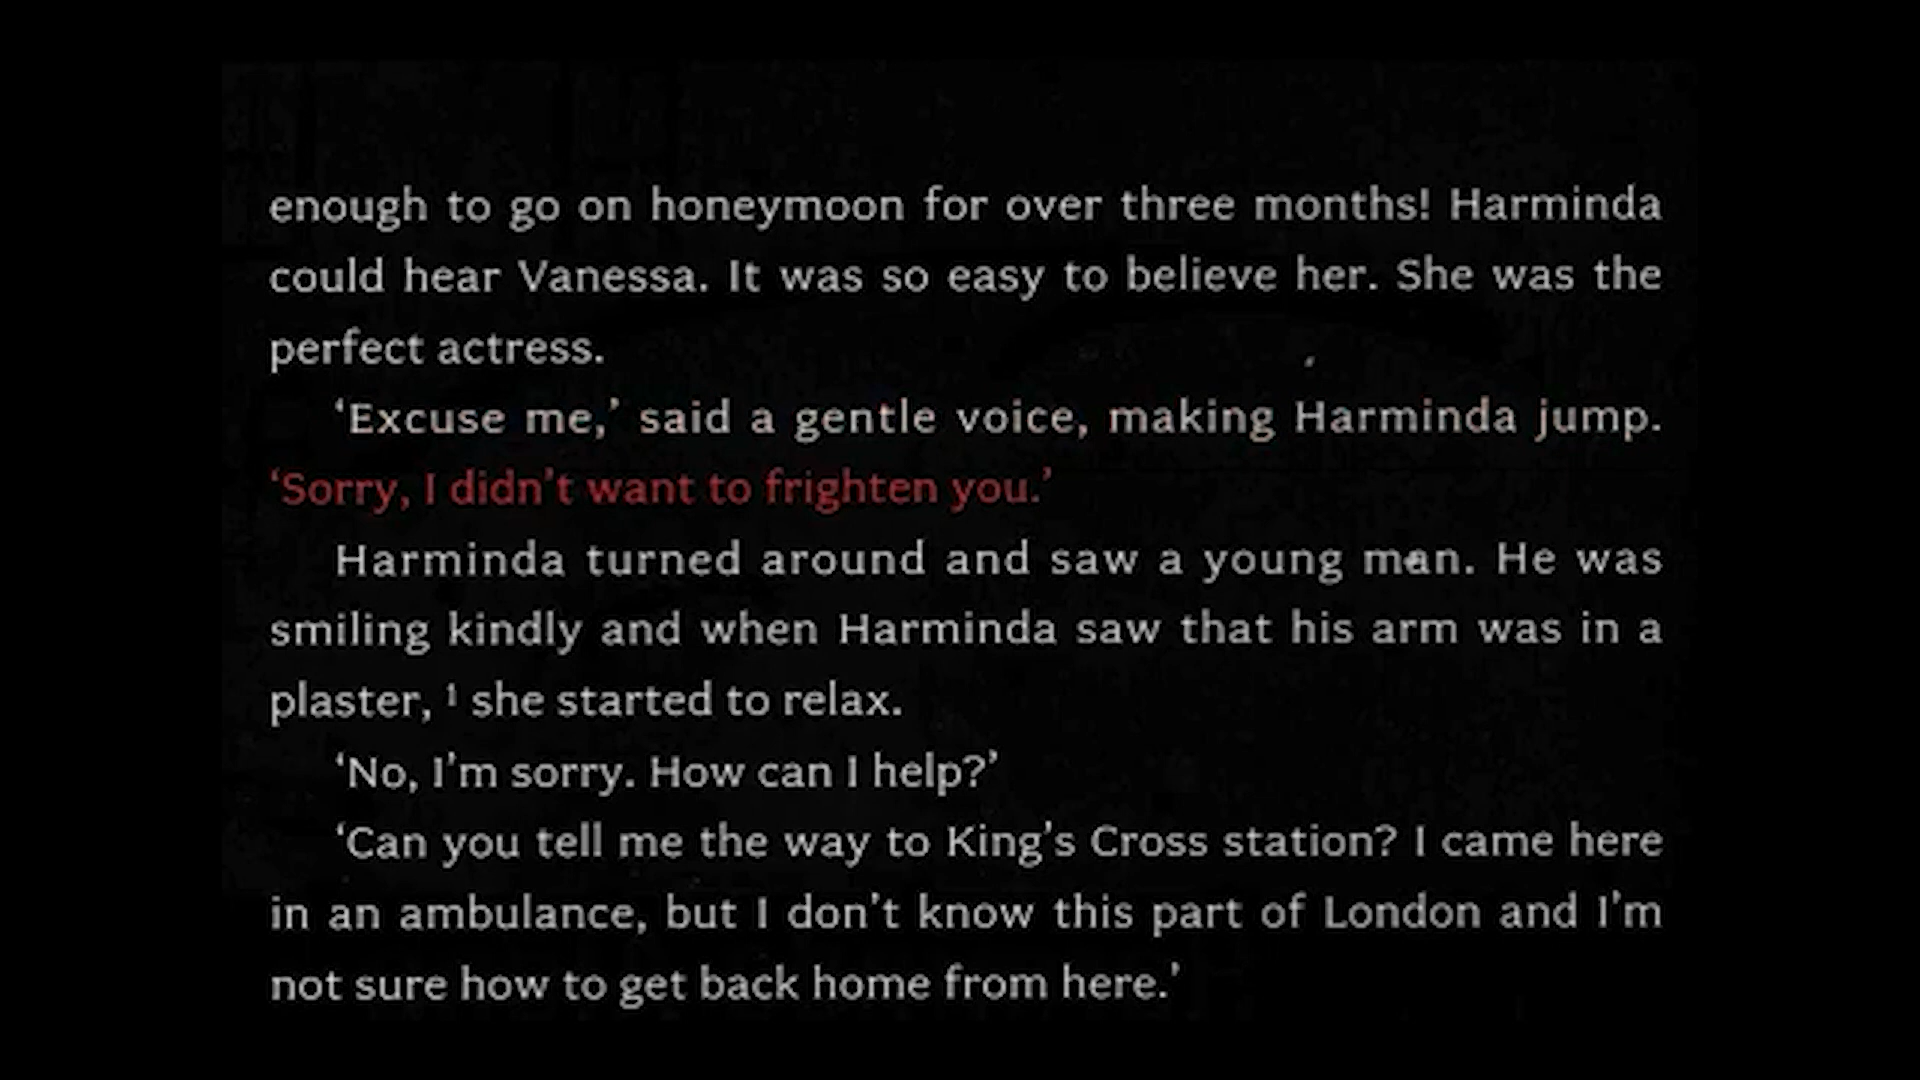 enough to go on honeymoon for over three months! Harminda
could hear Vanessa. It was so easy to believe her. She was the
perfect actress.
‘Excuse me,’ said a gentle voice, making Harminda jump.
‘Sorry, I didn’t want to frighten you.’
Harminda turned around and saw a young man. He was
smiling kindly and when Harminda saw that his arm was in a
plaster, ¹ she started to relax.
‘No, I’m sorry. How can I help?’
‘Can you tell me the way to King’s Cross station? I came here
in an ambulance, but I don’t know this part of London and I’m
not sure how to get back home from here.’